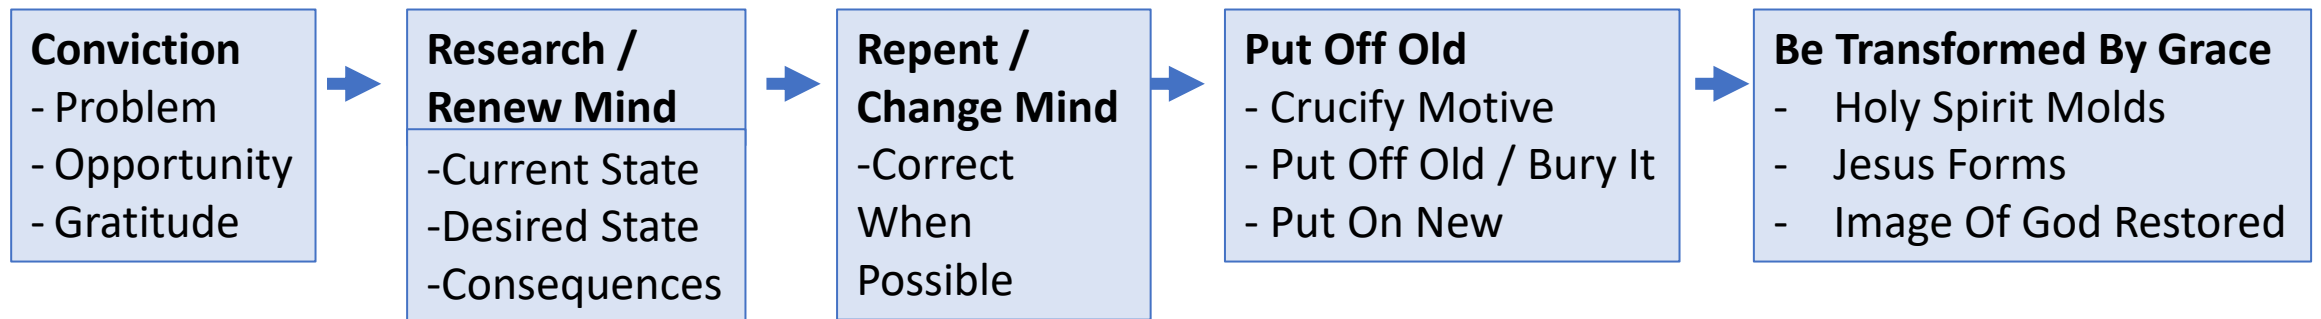 Conviction
- Problem
- Opportunity
- Gratitude
Research /
Renew Mind
-Current State
-Desired State
-Consequences
Repent /
Change Mind
-Correct
When
Possible
Put Off Old
- Crucify Motive
- Put Off Old / Bury It
- Put On New
Be Transformed By Grace
- Holy Spirit Molds
- Jesus Forms
- Image Of God Restored